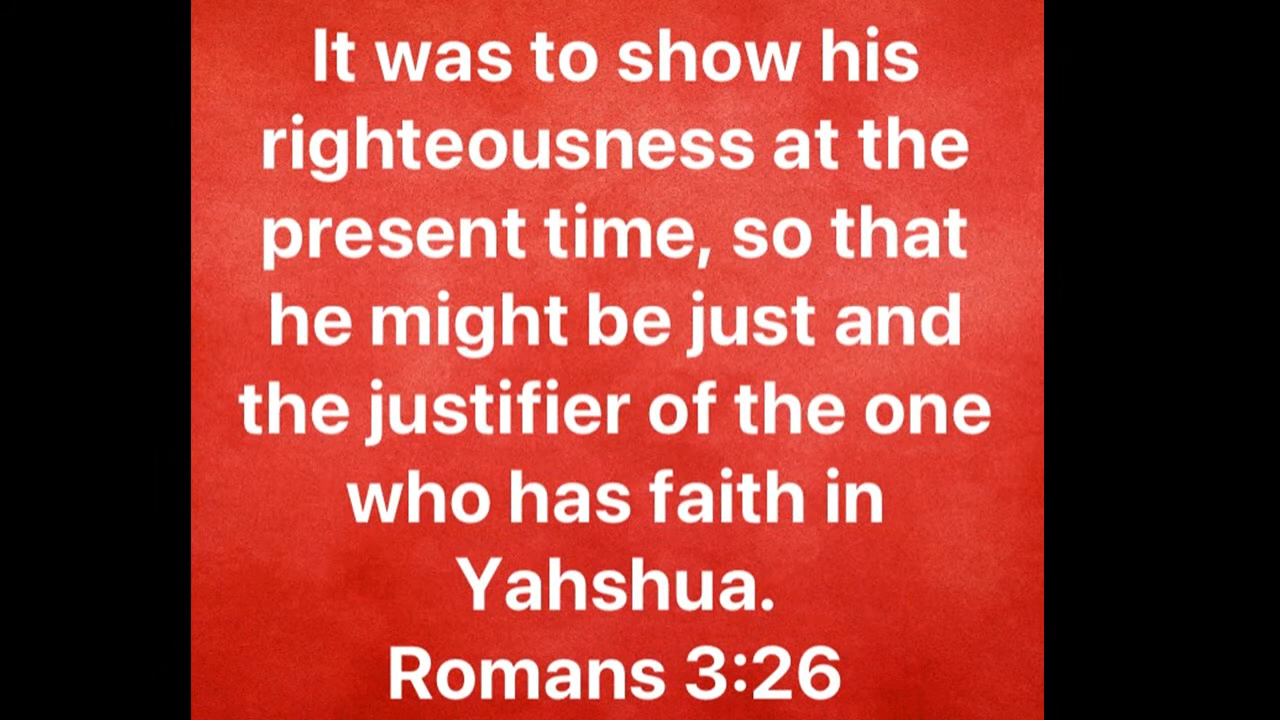 It was to show his
righteousness at the
present time, so that
he might be just and
the justifier of the one
who has faith in
Yahshua.
Romans 3:26